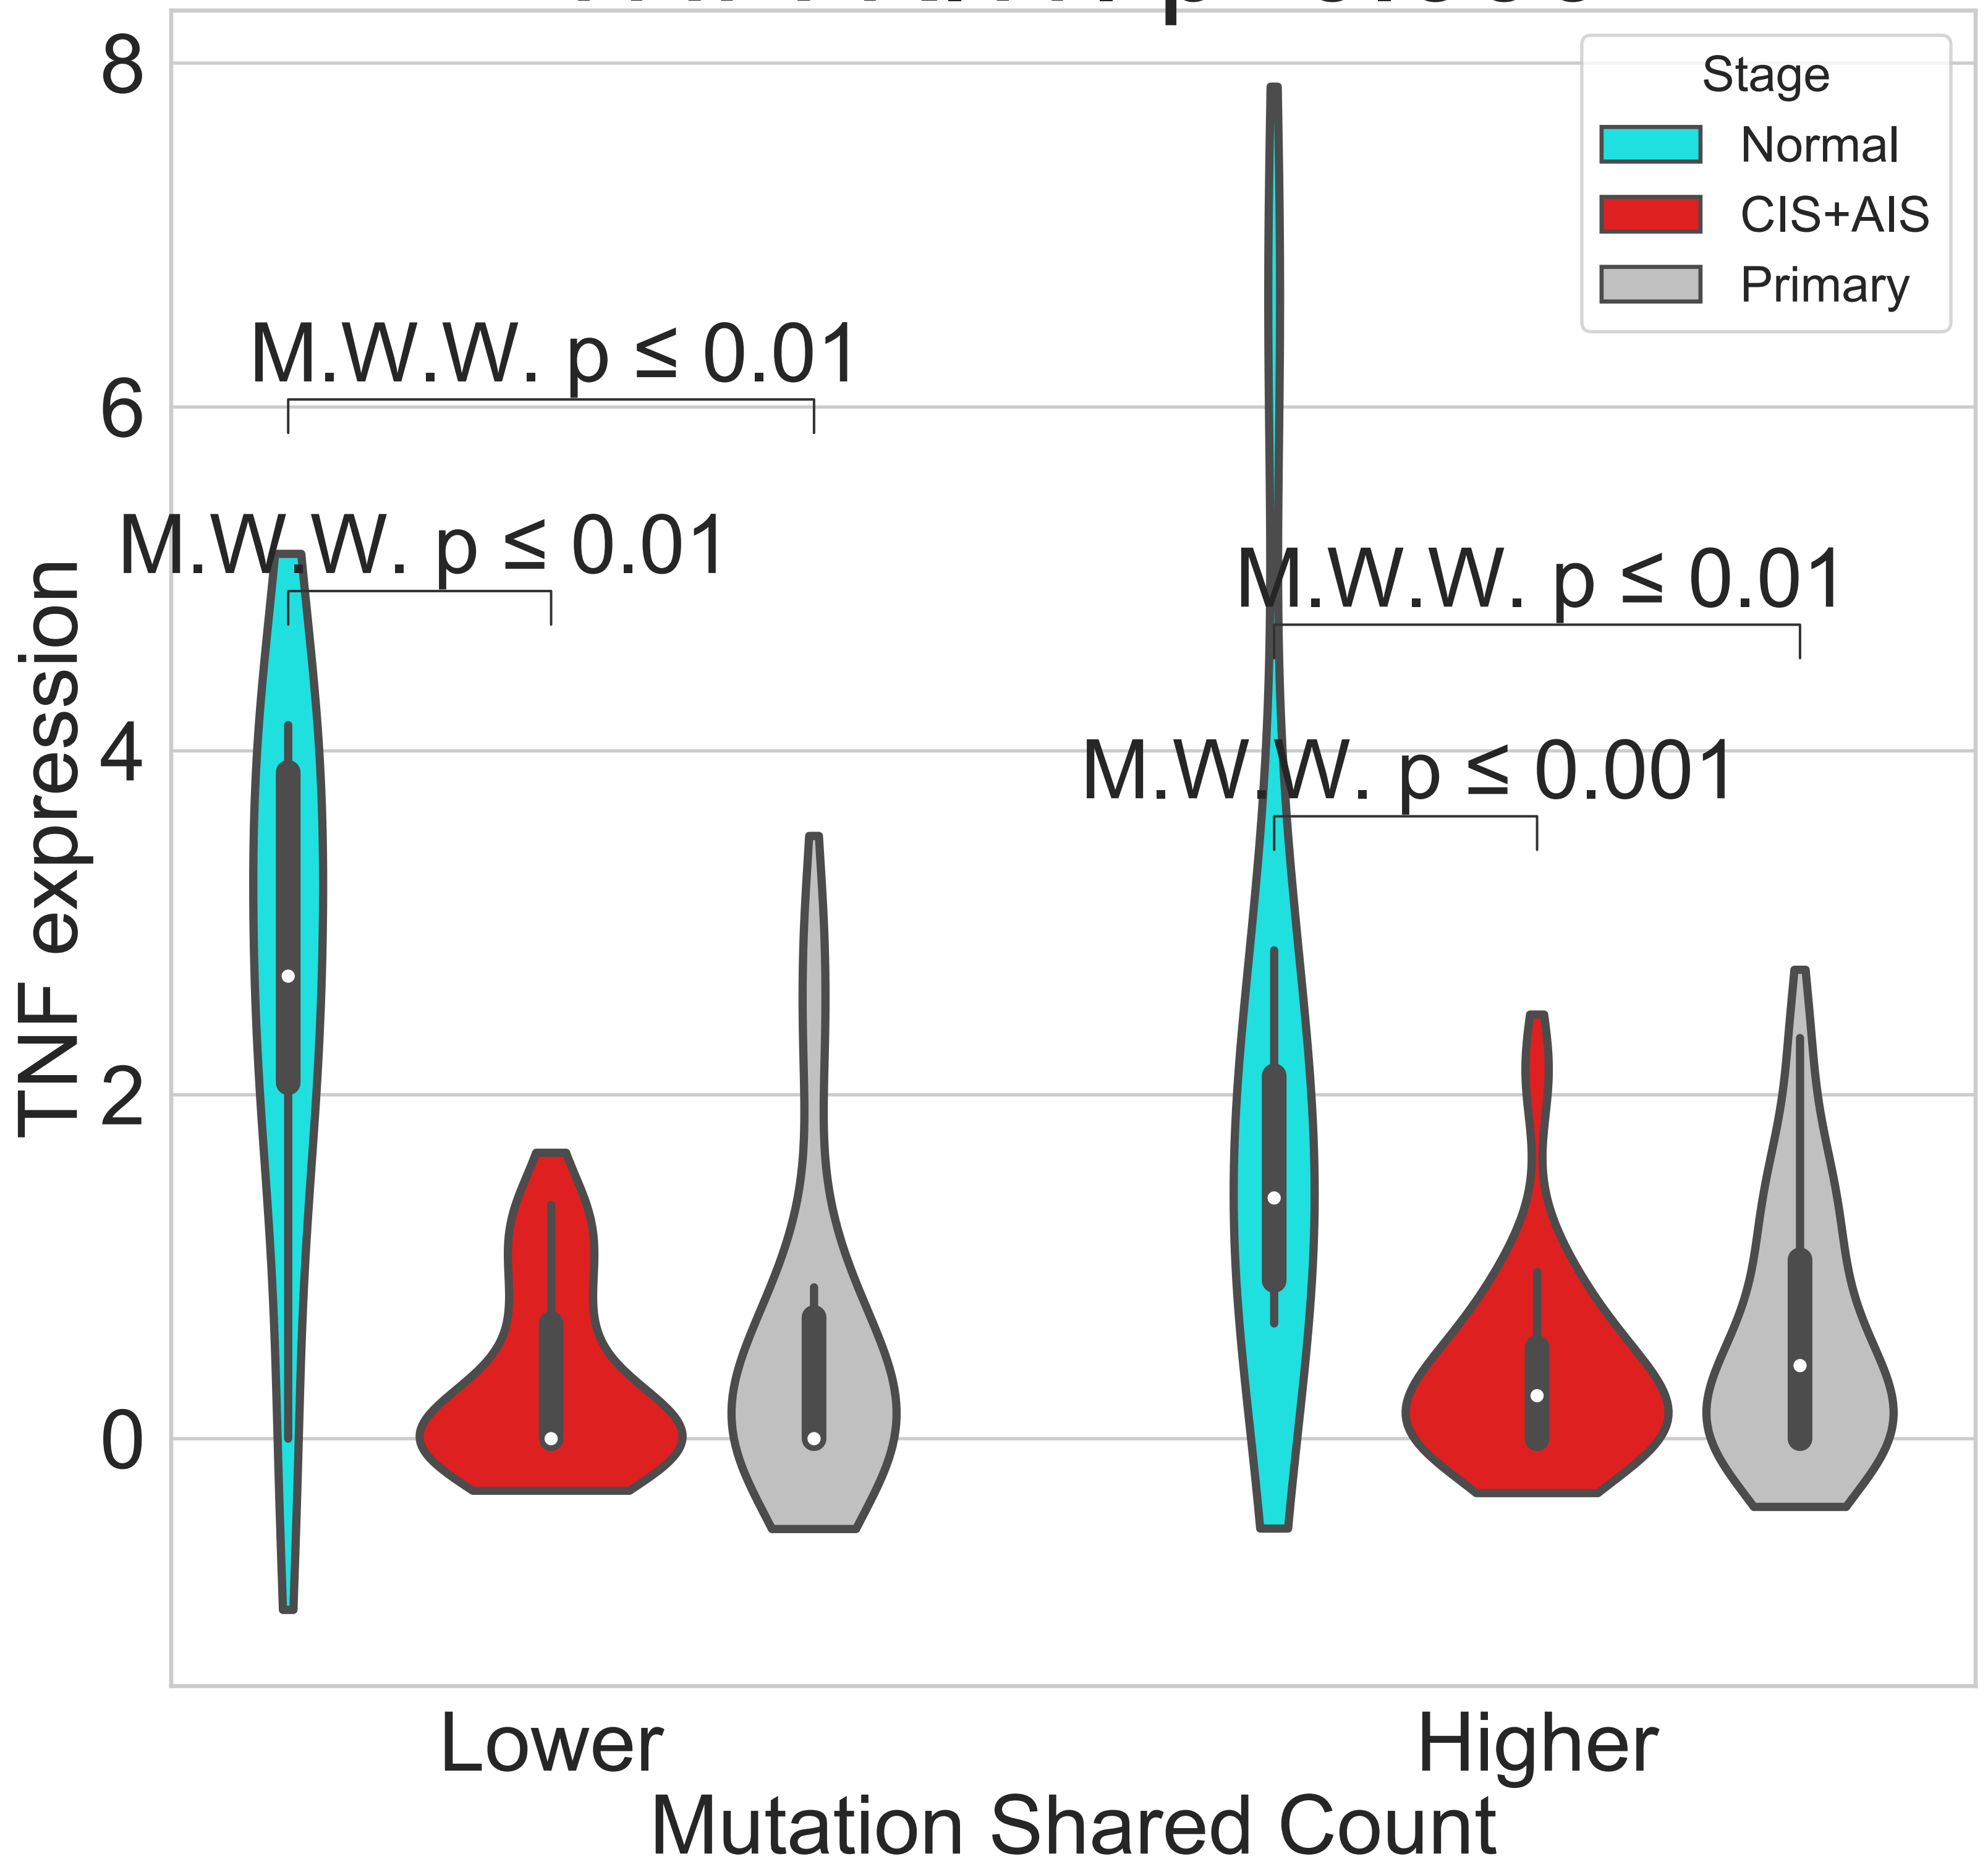 8
Stage
Normal
CIS+AIS
Primary
M.W.W. p ≤ 0.01
6
M.W.W. p ≤ 0.01
M.W.W. p ≤ 0.01
M.W.W. p ≤ 0.001
4
2
0
TNF expression
Lower
Higher
Mutation Shared Count